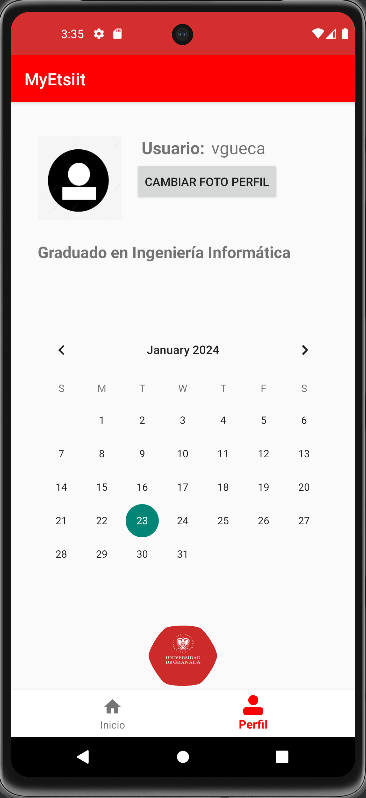 3:35
MyEtsiit
Usuario: vgueca
CAMBIAR FOTO PERFIL
Graduado en Ingeniería Informática
January 2024
S M T W T F S
1 2 3 4 5 6
7 8 9 10 11 12 13
14 15 16 17 18 19 20
21 22 23 24 25 26 27
28 29 30 31
UNIVERSIDAD
DE GRANADA
Inicio Perfil